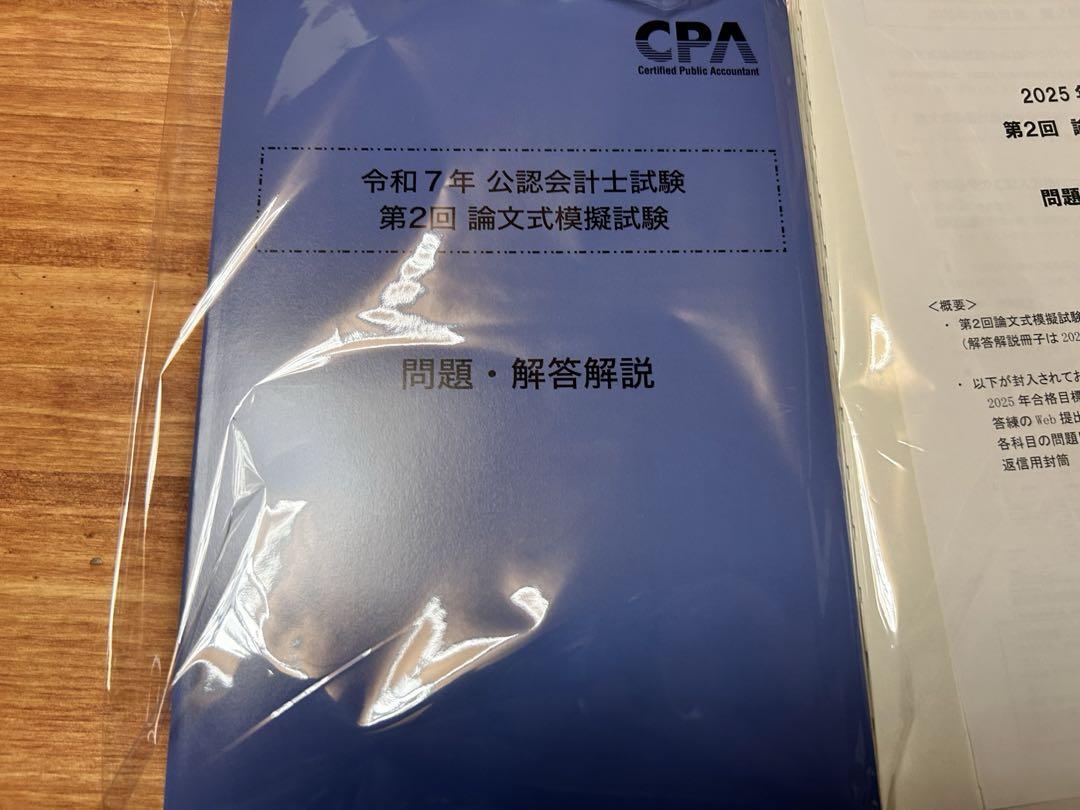 CPA
Certified Public Accountant
令和7年 公認会計士試験
第2回 論文式模擬試験
問題・解答解説
2025
第2回
問題
<概要>
・ 第2回論文式模擬試験
(解答解説冊子は 202
・ 以下が封入されてお
2025 年合格目標
答練の Web 提出
各科目の問題
返信用封筒